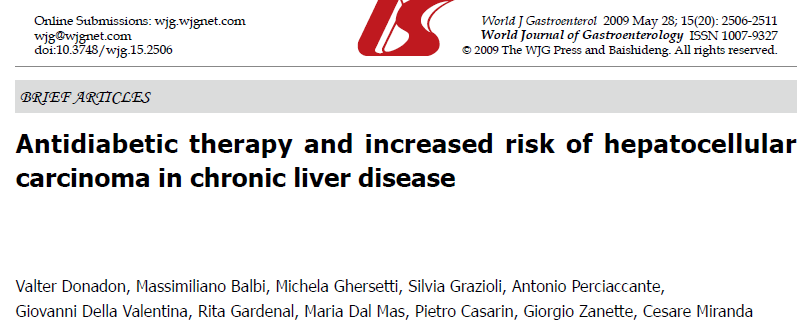 Online Submissions: wjg.wjgnet.com
wjg@wjgnet.com
doi:10.3748/wjg.15.2506
World J Gastroenterol 2009 May 28; 15(20): 2506-2511
World Journal of Gastroenterology ISSN 1007-9327
© 2009 The WJG Press and Baishideng. All rights reserved.
BRIEF ARTICLES
Antidiabetic therapy and increased risk of hepatocellular
carcinoma in chronic liver disease
Valter Donadon, Massimiliano Balbi, Michela Ghersetti, Silvia Grazioli, Antonio Perciaccante,
Giovanni Della Valentina, Rita Gardenal, Maria Dal Mas, Pietro Casarin, Giorgio Zanette, Cesare Miranda